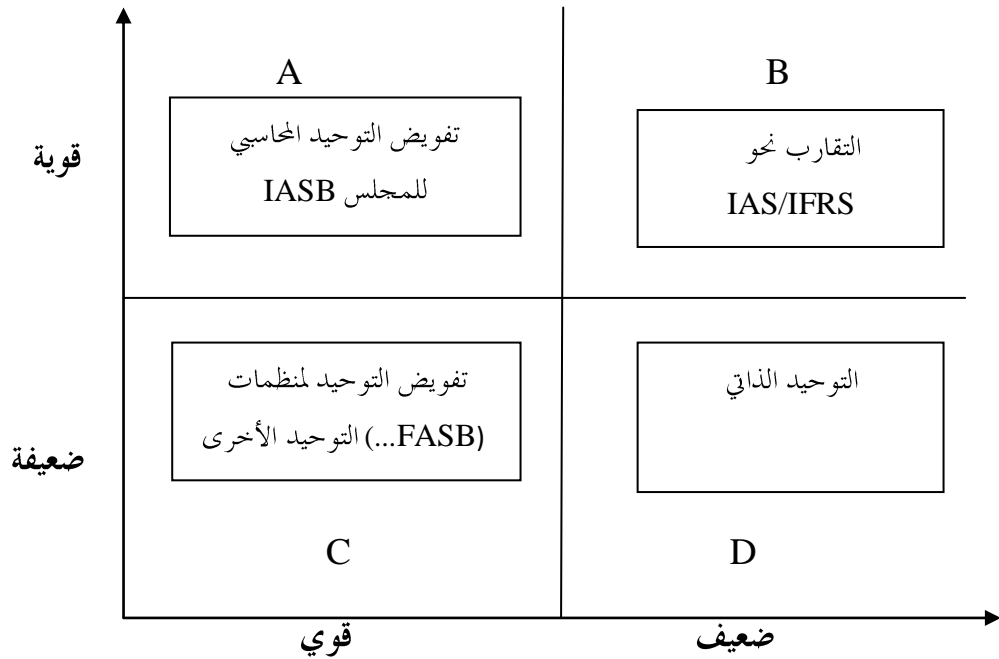 A
B
تفويض التوحيد المحاسبي
للمجلس IASB
التقارب نحو
IAS/IFRS
قوية
تفويض التوحيد لمنظمات
التوحيد الأخرى (FASB...)
التوحيد الذاتي
ضعيفة
C
D
قوي
ضعيف